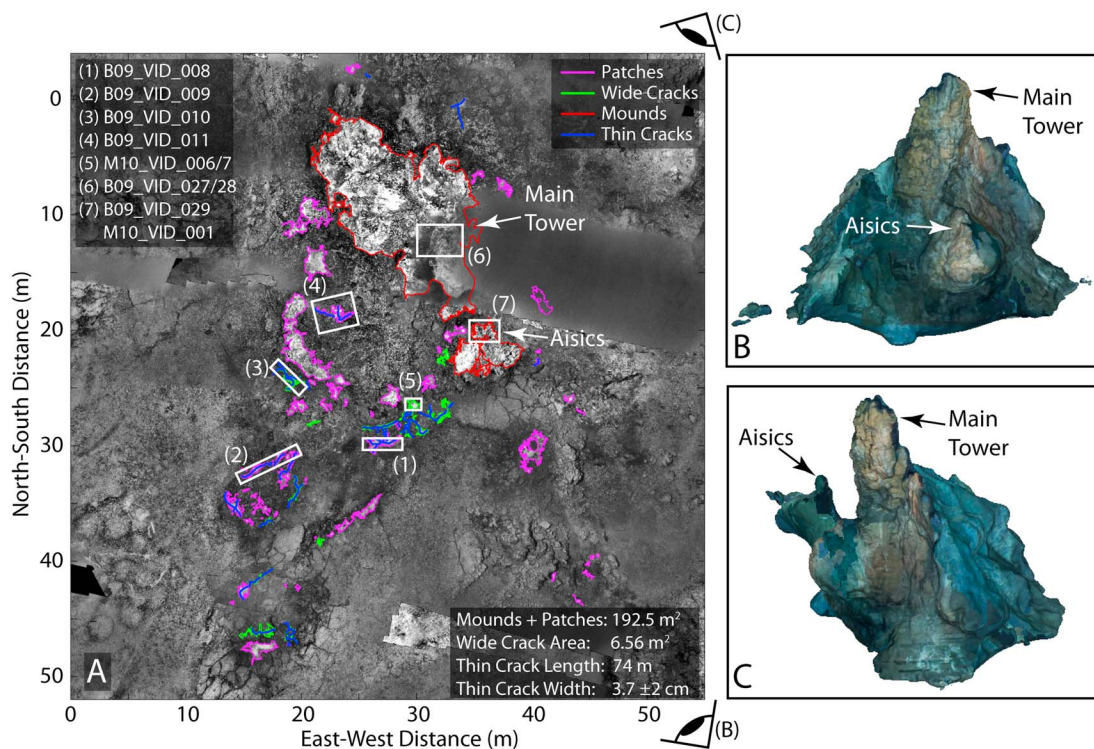 (C)
(1) B09_VID_008
(2) B09_VID_009
(3) B09_VID_010
(4) B09_VID_011
(5) M10_VID_006/7
(6) B09_VID_027/28
(7) B09_VID_029
M10_VID_001
Patches
Wide Cracks
Mounds
Thin Cracks
Main
Tower
(6)
(4)
(7)
Aisics
(3)
(5)
(2)
(1)
Mounds + Patches: 192.5 m²
Wide Crack Area: 6.56 m²
Thin Crack Length: 74 m
Thin Crack Width: 3.7 ±2 cm
A
0
10
20
30
40
50
North-South Distance (m)
0
10
20
30
40
50
East-West Distance (m)
(B)
Main
Tower
Aisics
B
Main
Tower
Aisics
C